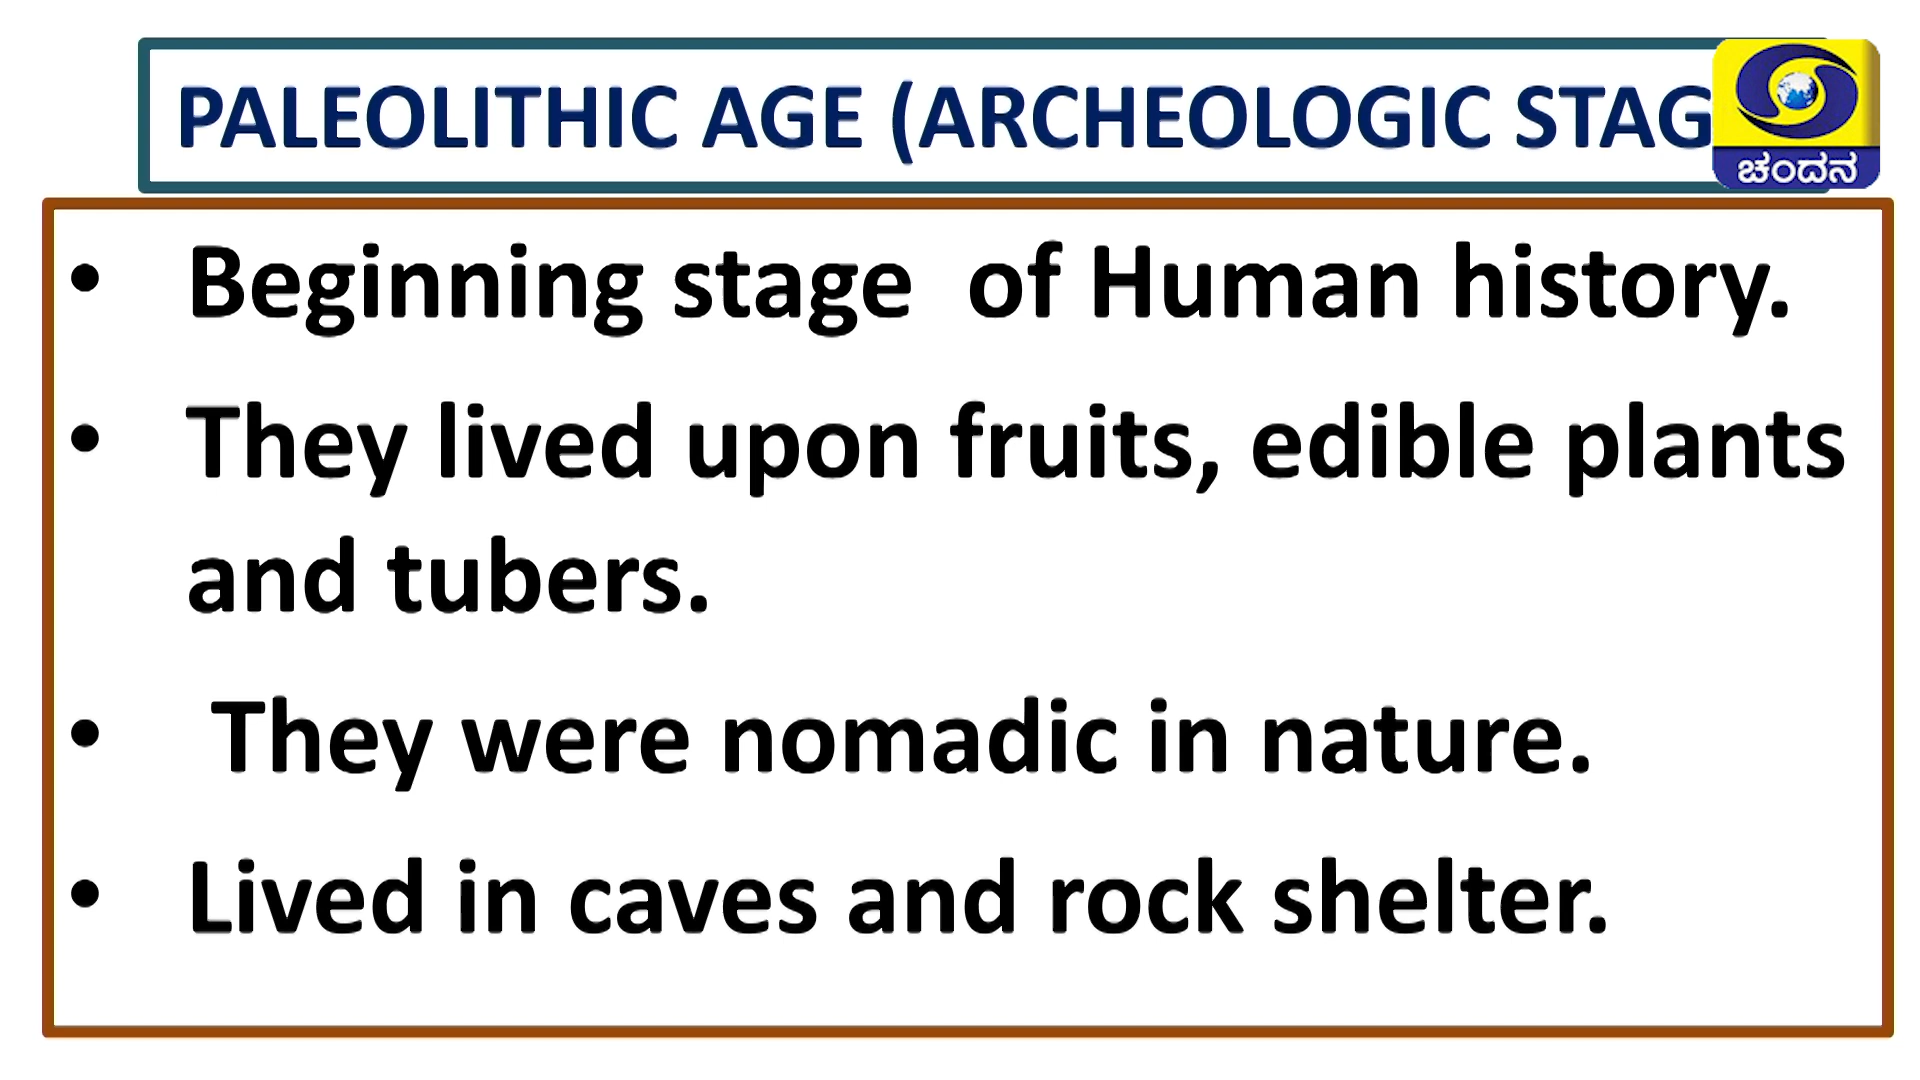 PALEOLITHIC AGE (ARCHEOLOGIC STAG
ಚಂದನ
• Beginning stage  of Human history.
• They lived upon fruits, edible plants
and tubers.
• They were nomadic in nature.
• Lived in caves and rock shelter.